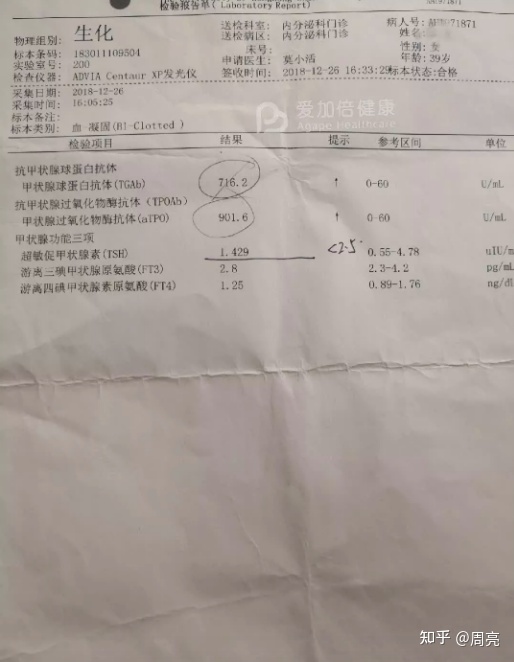 检验报告单(Laboratory Report)
物理组别: 生化 送检科室: 内分泌科门诊 病人号:
标本条码: 183011109504 送检病区: 内分泌科门诊 姓名:
实验室号: 200 床号: 性别: 女
检查仪器: ADVIA Centaur XP发光仪 申请医生: 莫小活 年龄: 39岁
采集日期: 2018-12-26 签收时间: 2018-12-26 16:33:29 标本状态:合格
采集时间: 16:05:25
标本备注:
标本类别: 血-凝固(Bl-Clotted )
爱加倍健康
Agape Healthcare
检验项目 结果 提示 参考区间 单位
抗甲状腺球蛋白抗体
甲状腺球蛋白抗体(TGAb) 716.2 ↑ 0-60 U/mL
抗甲状腺过氧化物酶抗体(TPOAb)
甲状腺过氧化物酶抗体(aTPO) 901.6 ↑ 0-60 U/mL
甲状腺功能三项
超敏促甲状腺素(TSH) 1.429 <2.5 0.55-4.78 uIU/m
游离三碘甲状腺原氨酸(FT3) 2.8 2.3-4.2 pg/mL
游离四碘甲状腺素原氨酸(FT4) 1.25 0.89-1.76 ng/dl
知乎 @周亮